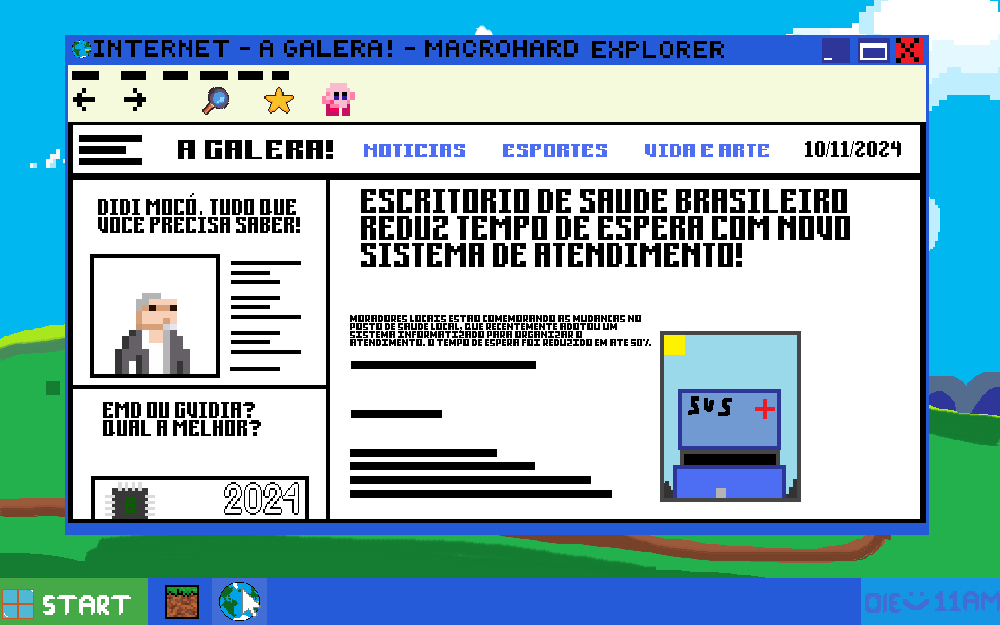 INTERNET - A GALERA! - MACROHARD EXPLORER
A GALERA!
NOTICIAS
ESPORTES
VIDA E ARTE
10/11/2024
DIDI MOCÓ, TUDO QUE
VOCE PRECISA SABER!
EMD OU GVIDIA?
QUAL A MELHOR?
2024
ESCRITORIO DE SAUDE BRASILEIRO
REDUZ TEMPO DE ESPERA COM NOVO
SISTEMA DE ATENDIMENTO!
MORADORES LOCAIS ESTAO COMEMORANDO AS MUDANCAS NO
POSTO DE SAUDE LOCAL, QUE RECENTEMENTE ADOTOU UM
SISTEMA INFORMATIZADO PARA ORGANIZAR O
ATENDIMENTO. O TEMPO DE ESPERA FOI REDUZIDO EM ATE 50%.
SUS
START
OIE
11AM